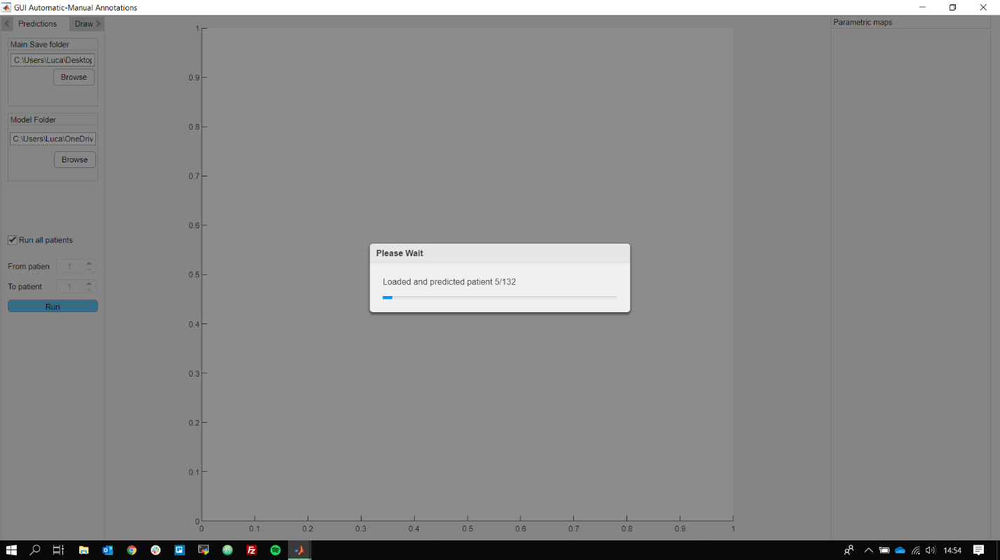 GUI Automatic-Manual Annotations
Predictions
Draw
Main Save folder
C:\Users\Luca\Desktop
Browse
Model Folder
C:\Users\Luca\OneDriv
Browse
Run all patients
From patien
1
To patient
1
Run
1
0.9
0.8
0.7
0.6
0.5
0.4
0.3
0.2
0.1
0
0 0.1 0.2 0.3 0.4 0.5 0.6 0.7 0.8 0.9 1
Please Wait
Loaded and predicted patient 5/132
Parametric maps
14:54